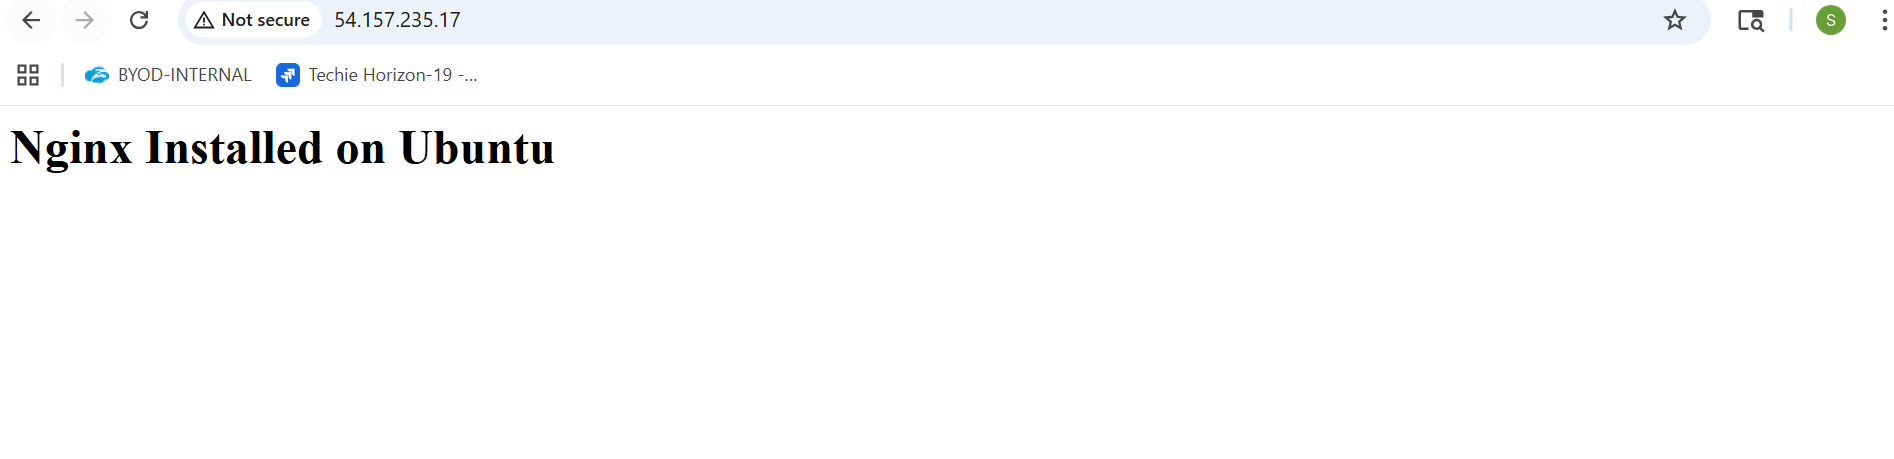 Not secure 54.157.235.17
S
BYOD-INTERNAL Techie Horizon-19 -...
Nginx Installed on Ubuntu